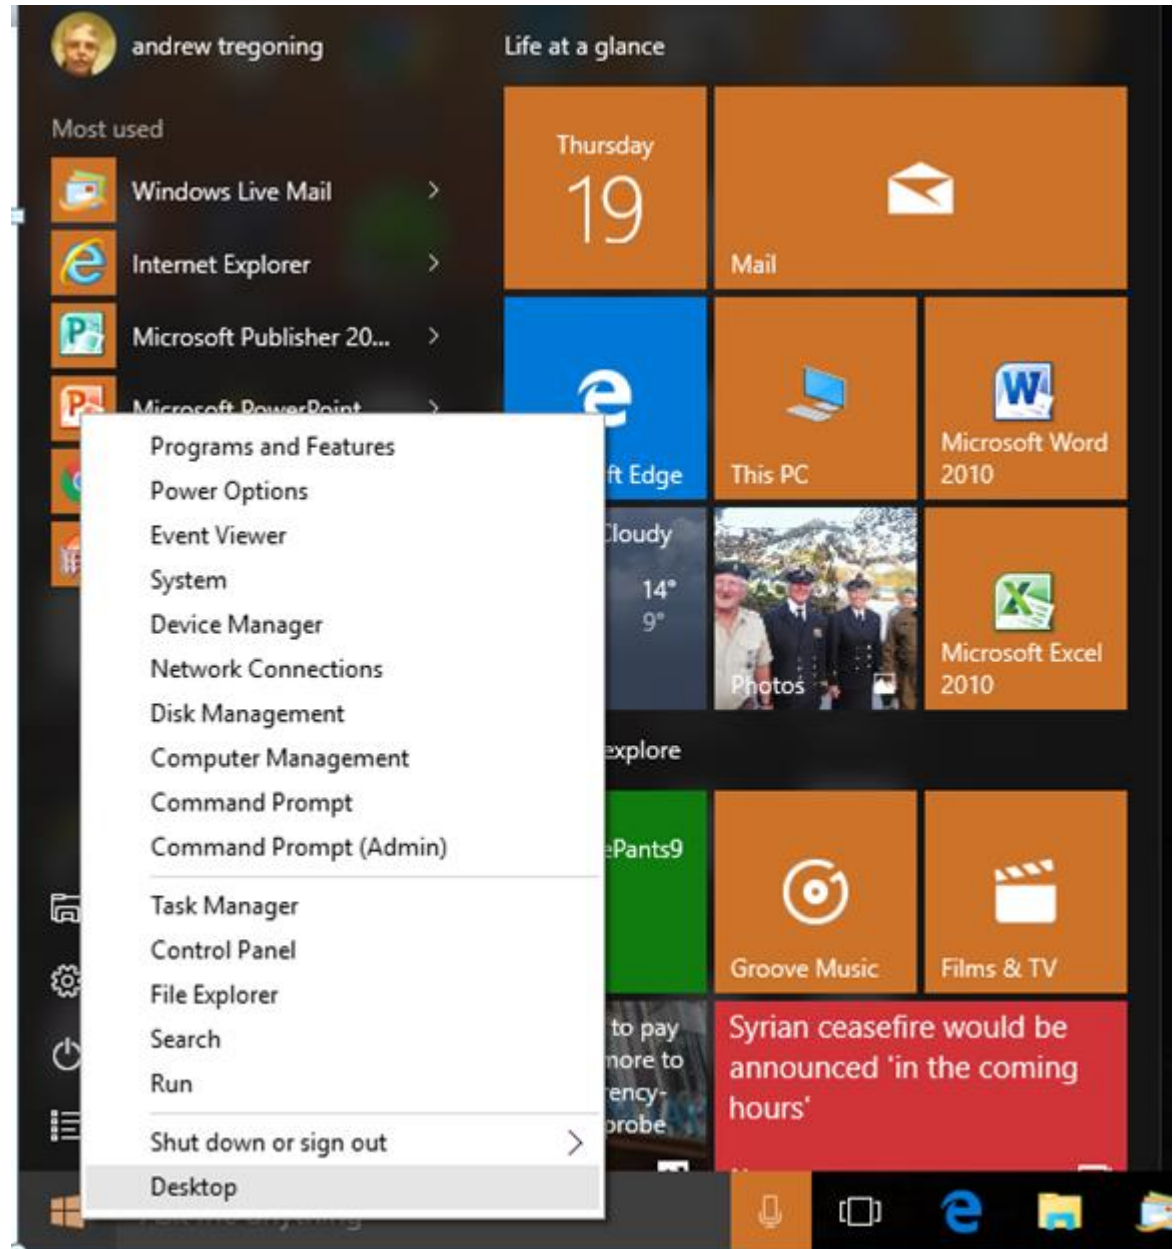 andrew tregoning
Life at a glance
Most used
Windows Live Mail
Internet Explorer
Microsoft Publisher 20...
Microsoft PowerPoint
Thursday
19
Mail
ft Edge
This PC
Microsoft Word
2010
Cloudy
14°
9°
Photos
Microsoft Excel
2010
explore
ePants9
Groove Music
Films & TV
to pay
more to
ency-
probe
Syrian ceasefire would be
announced 'in the coming
hours'
Programs and Features
Power Options
Event Viewer
System
Device Manager
Network Connections
Disk Management
Computer Management
Command Prompt
Command Prompt (Admin)
Task Manager
Control Panel
File Explorer
Search
Run
Shut down or sign out
Desktop